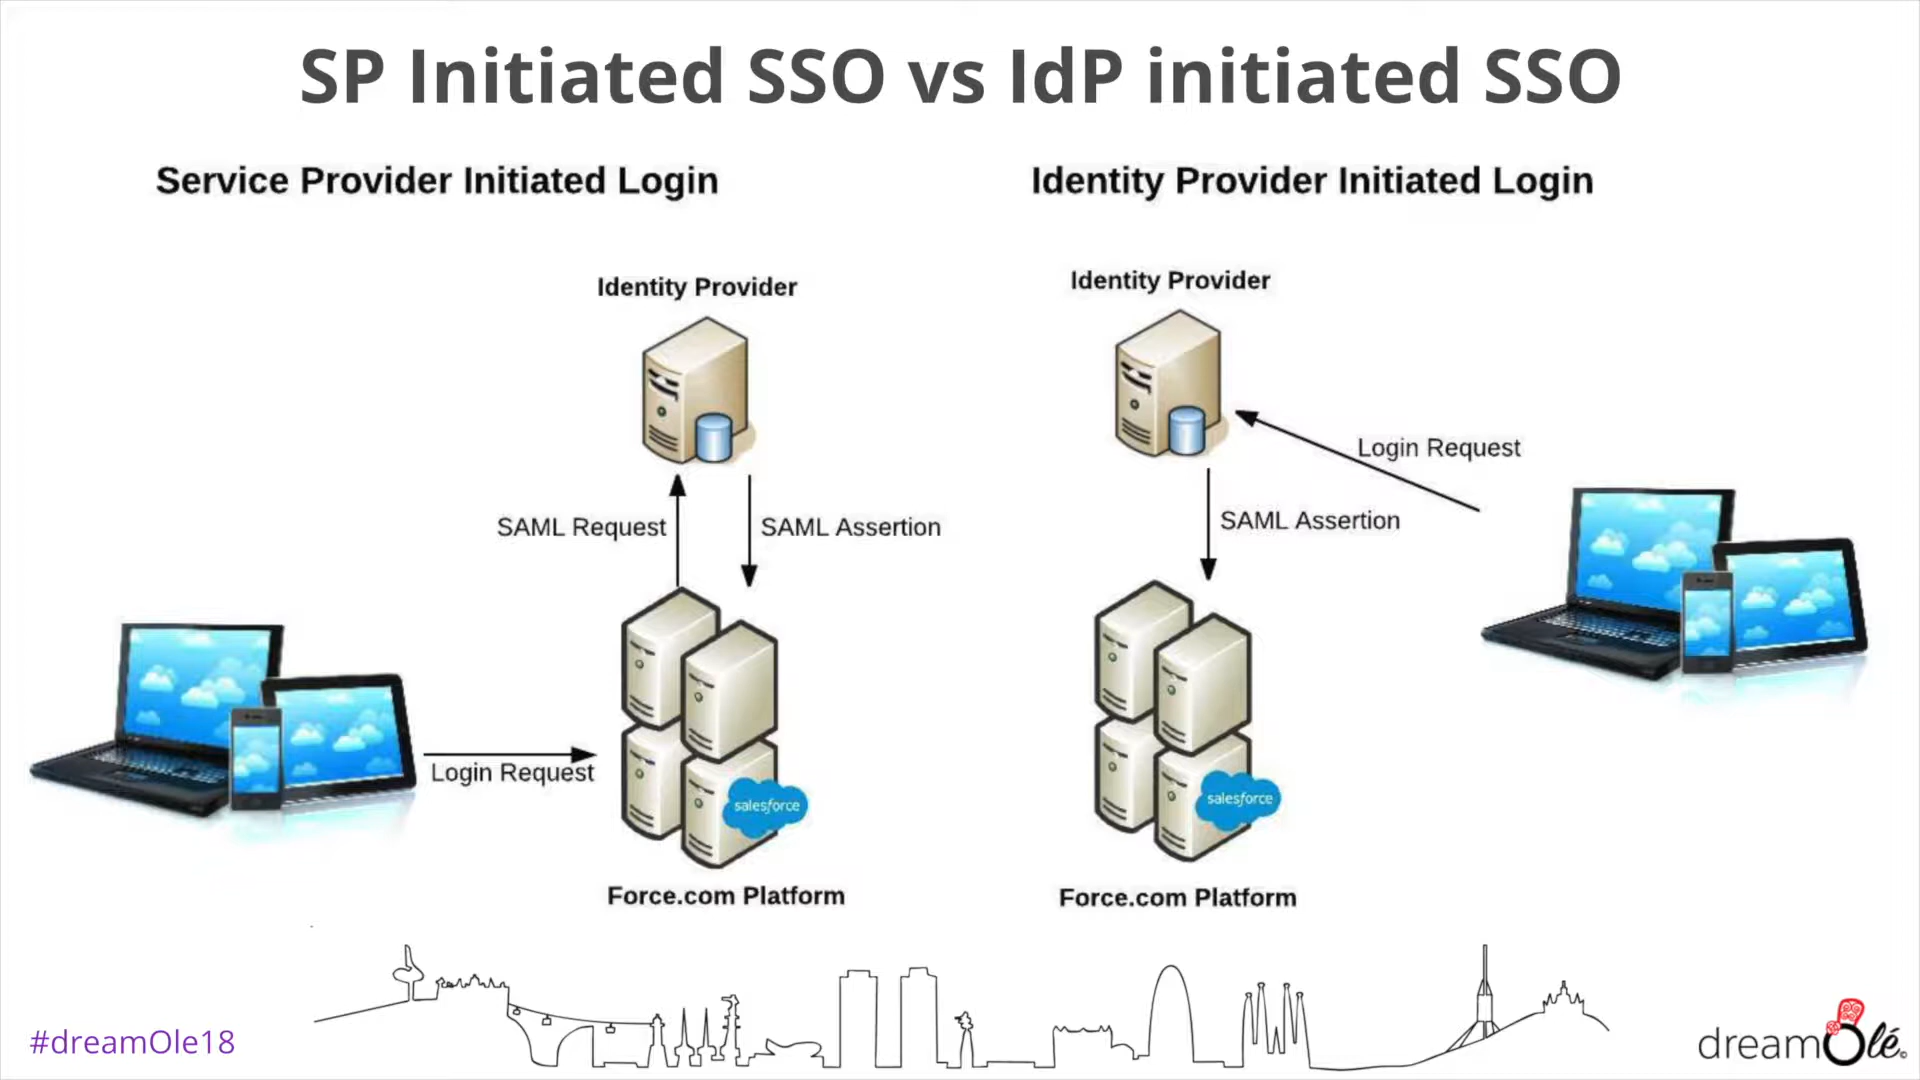 SP Initiated SSO vs IdP initiated SSO
Service Provider Initiated Login
Identity Provider
SAML Request
SAML Assertion
Login Request
salesforce
Force.com Platform
Identity Provider Initiated Login
Identity Provider
Login Request
SAML Assertion
salesforce
Force.com Platform
#dreamOle18
dreamOlé